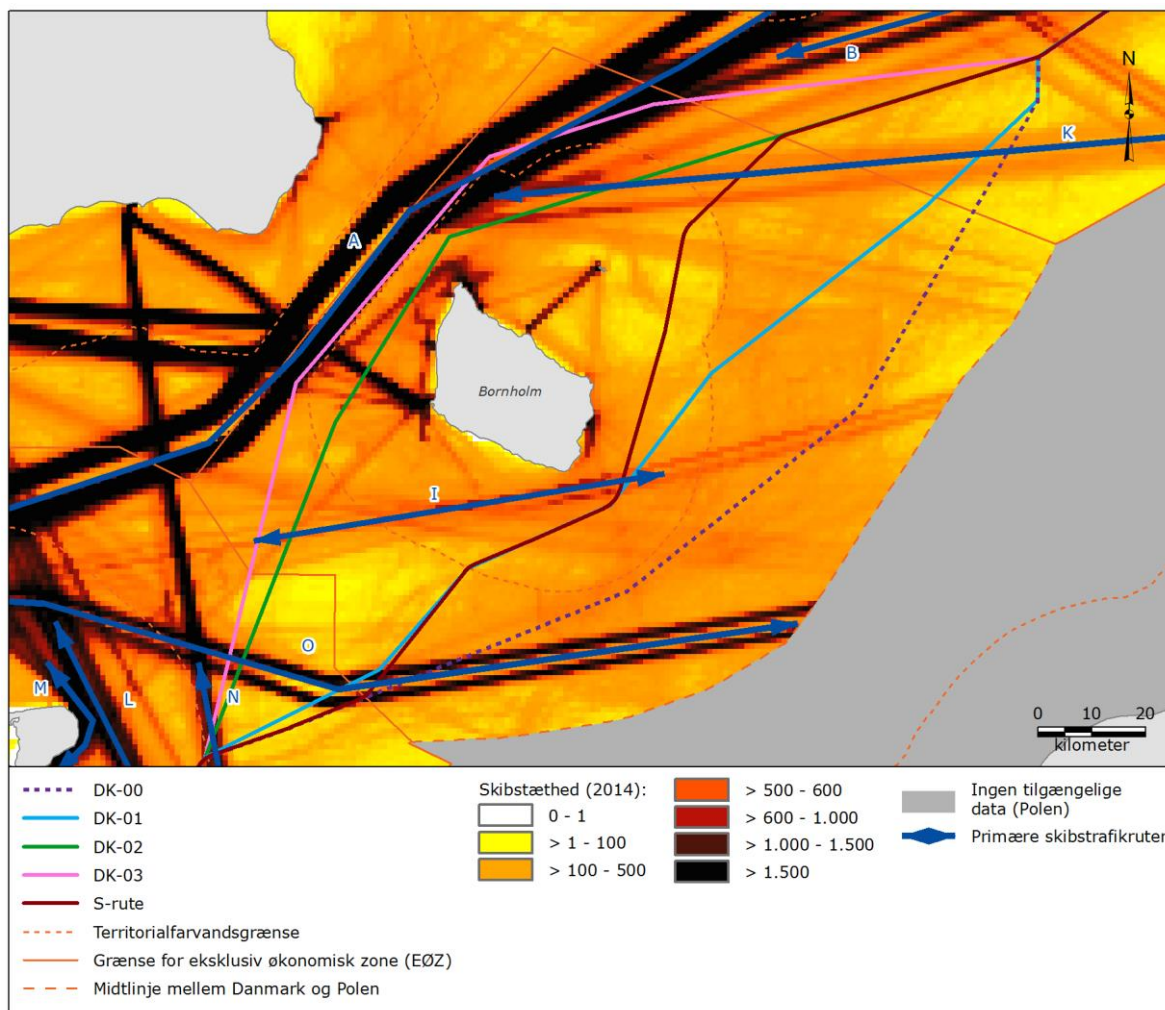 B
N
K
A
Bornholm
I
O
M
L
N
0 10 20
kilometer
DK-00
DK-01
DK-02
DK-03
S-rute
Territorialfarvandsgrænse
Grænse for eksklusiv økonomisk zone (EØZ)
Midtlinje mellem Danmark og Polen
Skibstæthed (2014):
0 - 1
> 1 - 100
> 100 - 500
> 500 - 600
> 600 - 1.000
> 1.000 - 1.500
> 1.500
Ingen tilgængelige
data (Polen)
Primære skibstrafikruter